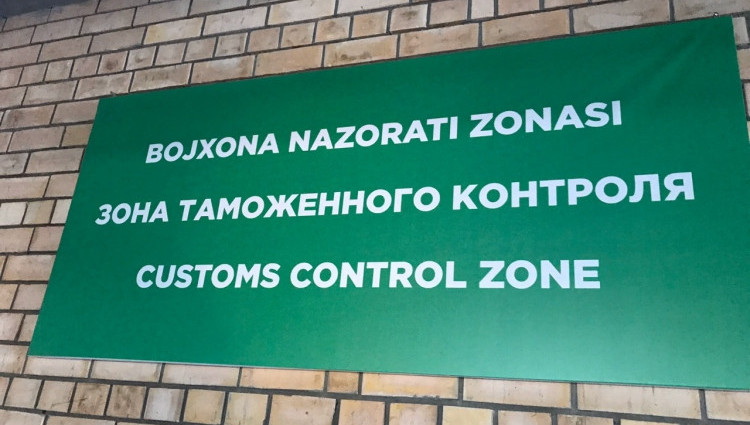 BOJXONA NAZORATI ZONASI
ЗОНА ТАМОЖЕННОГО КОНТРОЛЯ
CUSTOMS CONTROL ZONE